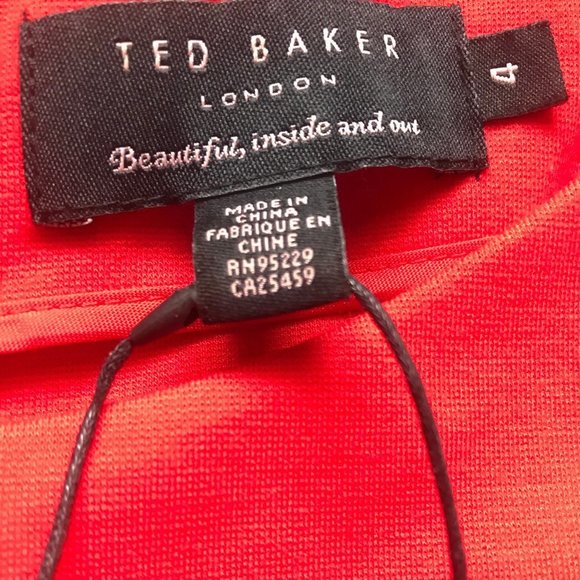 TED BAKER
LONDON
Beautiful, inside and out
4
MADE IN
CHINA
FABRIQUE EN
CHINE
RN95229
CA25459